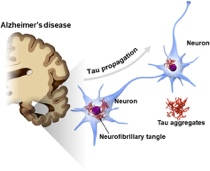 Alzheimer's disease
Tau propagation
Neuron
Neuron
Tau aggregates
Neurofibrillary tangle